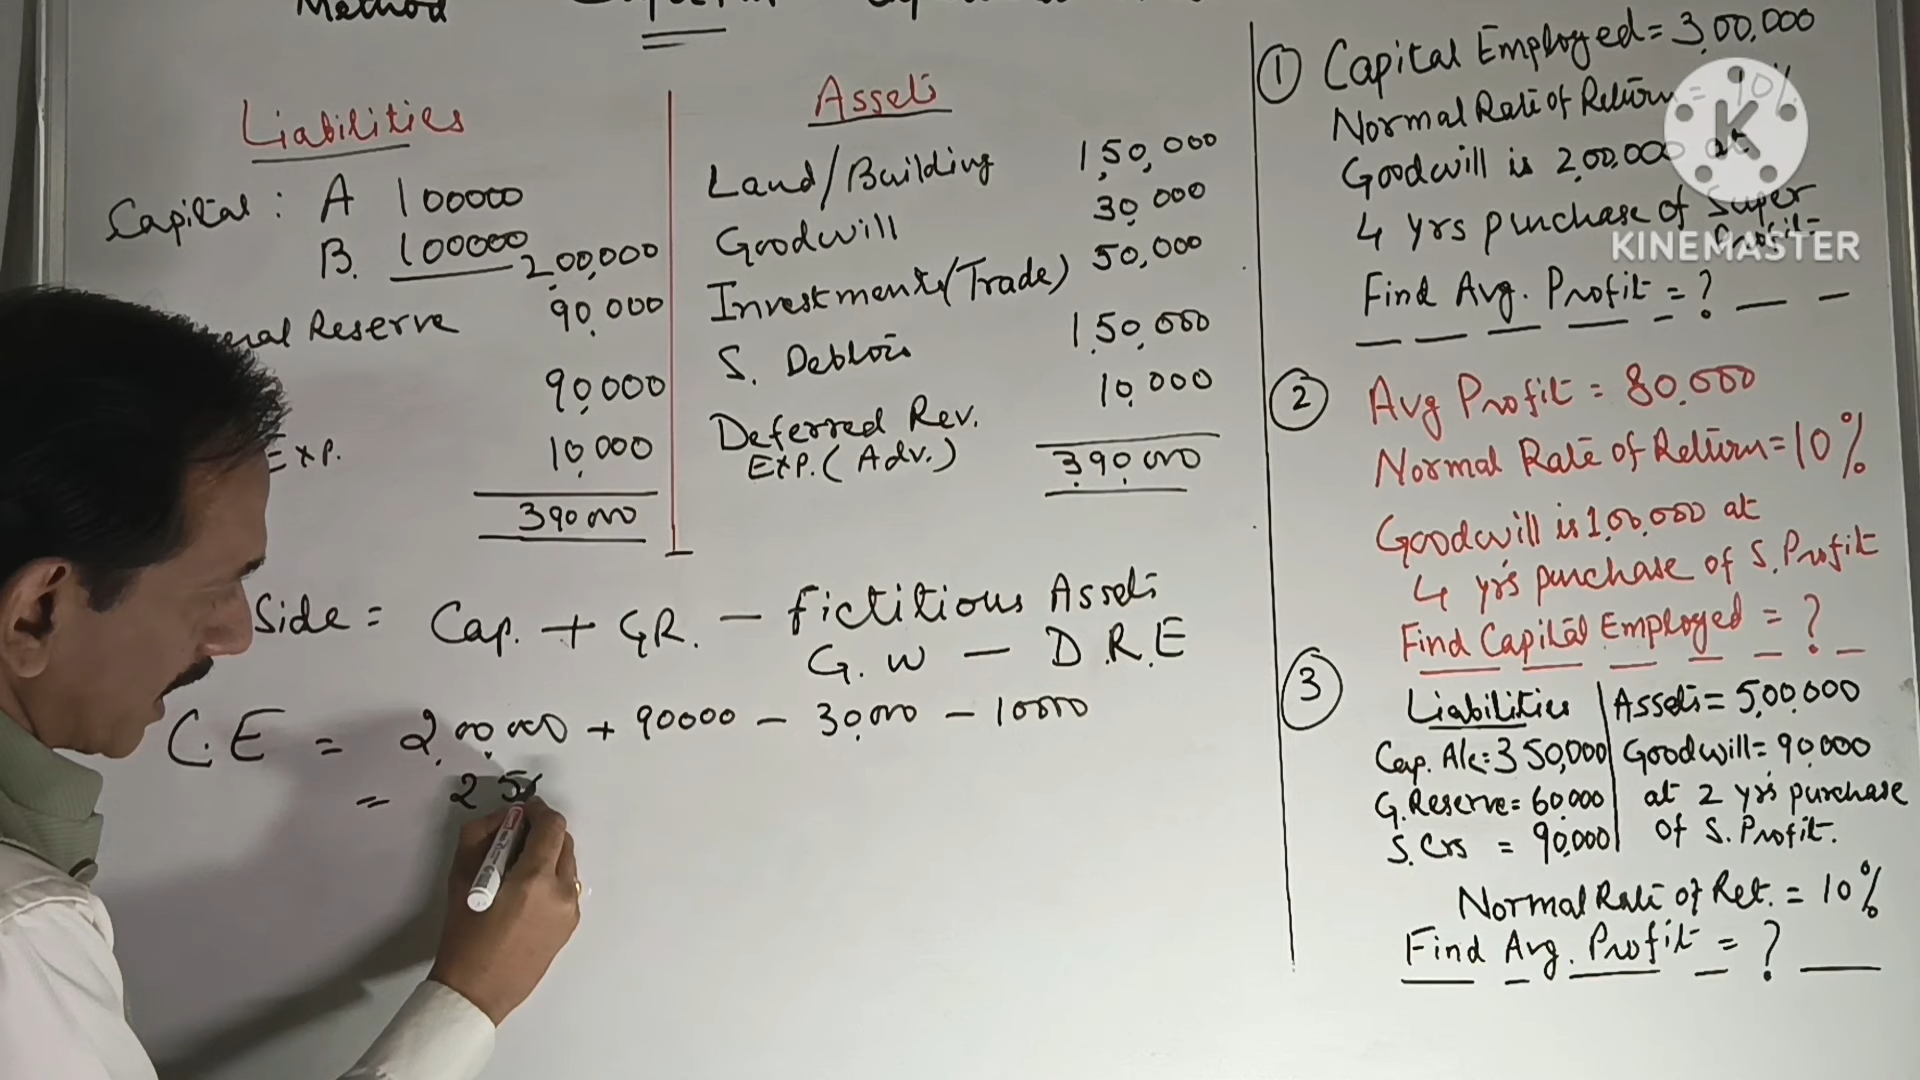 Method
Liabilities
Capital : A 100000
B. 100000 200,000
Reserve 90,000
90,000
Exp. 10,000
390000
Assets
Land/Building 1,50,000
Goodwill 30,000
Investments (Trade) 50,000
S. Debtors 1,50,000
Deferred Rev. 10,000
Exp. (Adv.)
390,000
Side = Cap. + GR. - fictitious Assets
G.W - D.R.E
C.E = 2,00,000 + 90000 - 30,000 - 10000
= 2 5
① Capital Employed = 3,00,000
Normal Rate of Return = 10%
Goodwill is 2,00,000 at
4 yrs purchase of Super
Profit
Find Avg. Profit = ?
② Avg Profit = 80,000
Normal Rate of Return = 10%
Goodwill is 1,00,000 at
4 yrs purchase of S. Profit
Find Capital Employed = ?
③ Liabilities
Cap. A/c = 350,000
G. Reserve = 60,000
S. Crs = 90,000
Assets = 5,00,000
Goodwill = 90,000
at 2 yrs purchase
of S. Profit.
Normal Rate of Ret. = 10%
Find Avg. Profit = ?
K
KINEMASTER